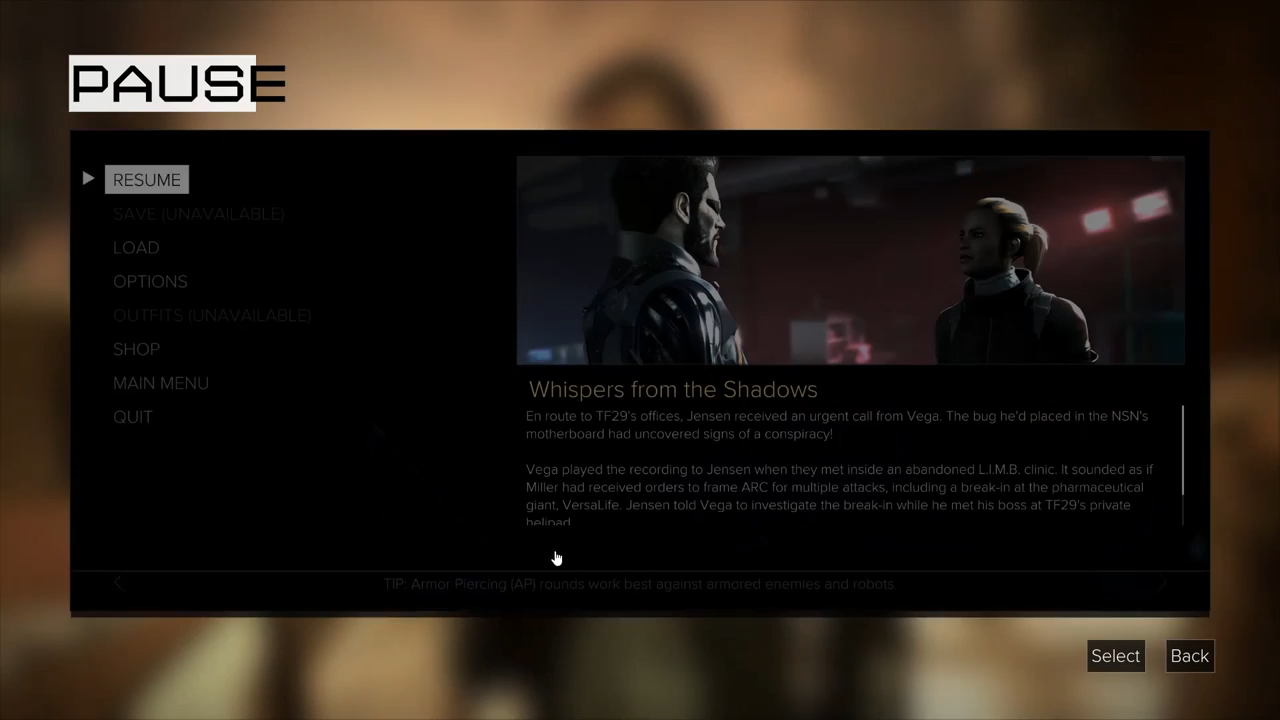 PAUSE
RESUME
SAVE (UNAVAILABLE)
LOAD
OPTIONS
OUTFITS (UNAVAILABLE)
SHOP
MAIN MENU
QUIT
Whispers from the Shadows
En route to TF29's offices, Jensen received an urgent call from Vega. The bug he'd placed in the NSN's
motherboard had uncovered signs of a conspiracy!
Vega played the recording to Jensen when they met inside an abandoned L.I.M.B. clinic. It sounded as if
Miller had received orders to frame ARC for multiple attacks, including a break-in at the pharmaceutical
giant, VersaLife. Jensen told Vega to investigate the break-in while he met his boss at TF29's private
helipad.
TIP: Armor Piercing (AP) rounds work best against armored enemies and robots
Select Back